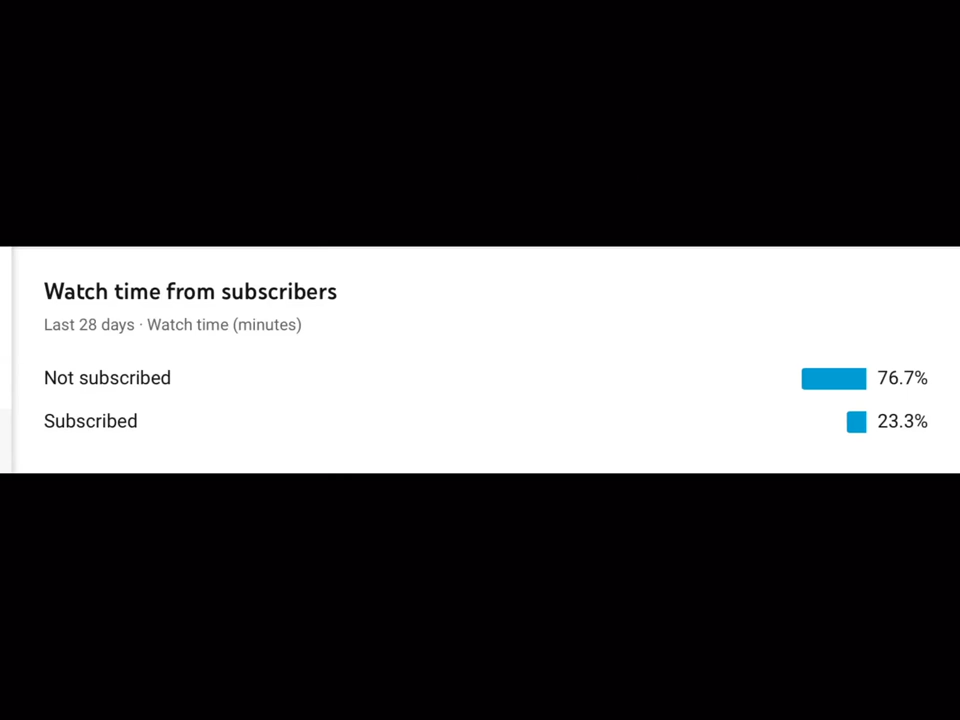 Watch time from subscribers
Last 28 days · Watch time (minutes)
Not subscribed 76.7%
Subscribed 23.3%